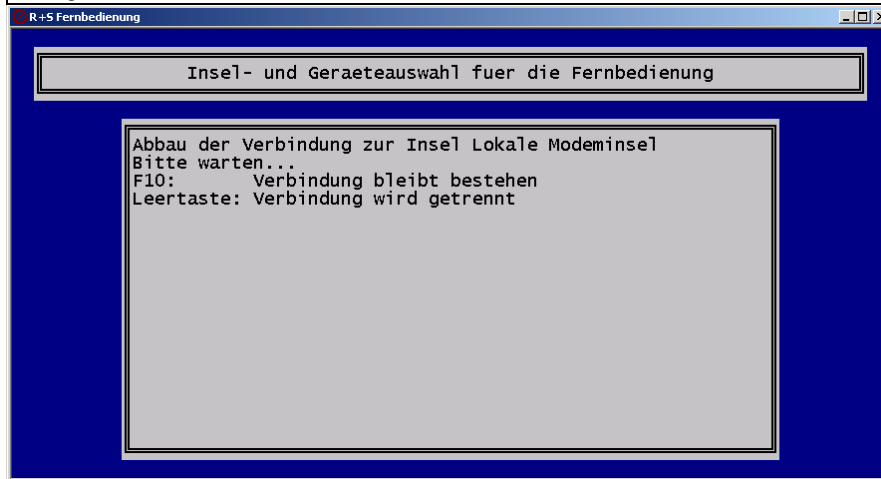 R+S Fernbedienung
Insel- und Geraeteauswahl fuer die Fernbedienung
Abbau der Verbindung zur Insel Lokale Modeminsel
Bitte warten...
F10: Verbindung bleibt bestehen
Leertaste: Verbindung wird getrennt